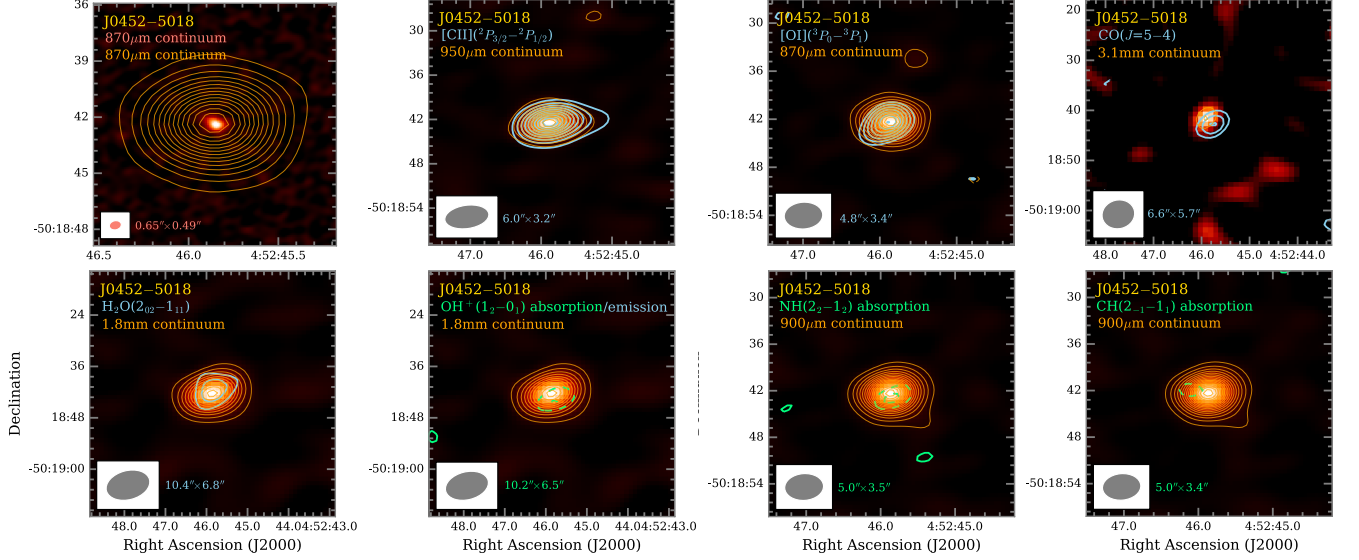 J0452−5018
870μm continuum
870μm continuum
36
39
42
45
-50:18:48
0.65″×0.49″
46.5
46.0
4:52:45.5
J0452−5018
[CII](²P₃/₂−²P₁/₂)
950μm continuum
30
36
42
48
-50:18:54
6.0″×3.2″
47.0
46.0
4:52:45.0
J0452−5018
[OI](³P₀−³P₁)
870μm continuum
30
36
42
48
-50:18:54
4.8″×3.4″
47.0
46.0
4:52:45.0
J0452−5018
CO(J=5−4)
3.1mm continuum
20
30
40
18:50
-50:19:00
6.6″×5.7″
48.0
47.0
46.0
45.0
4:52:44.0
J0452−5018
H₂O(2₀₂−1₁₁)
1.8mm continuum
24
36
18:48
-50:19:00
10.4″×6.8″
48.0
47.0
46.0
45.0
44.04:52:43.0
Declination
Right Ascension (J2000)
J0452−5018
OH⁺(1₂−0₁) absorption/emission
1.8mm continuum
24
36
18:48
-50:19:00
10.2″×6.5″
48.0
47.0
46.0
45.0
44.04:52:43.0
Right Ascension (J2000)
J0452−5018
NH(2₂−1₂) absorption
900μm continuum
30
36
42
48
-50:18:54
5.0″×3.5″
47.0
46.0
4:52:45.0
Right Ascension (J2000)
J0452−5018
CH(2₋₁−1₁) absorption
900μm continuum
30
36
42
48
-50:18:54
5.0″×3.4″
47.0
46.0
4:52:45.0
Right Ascension (J2000)